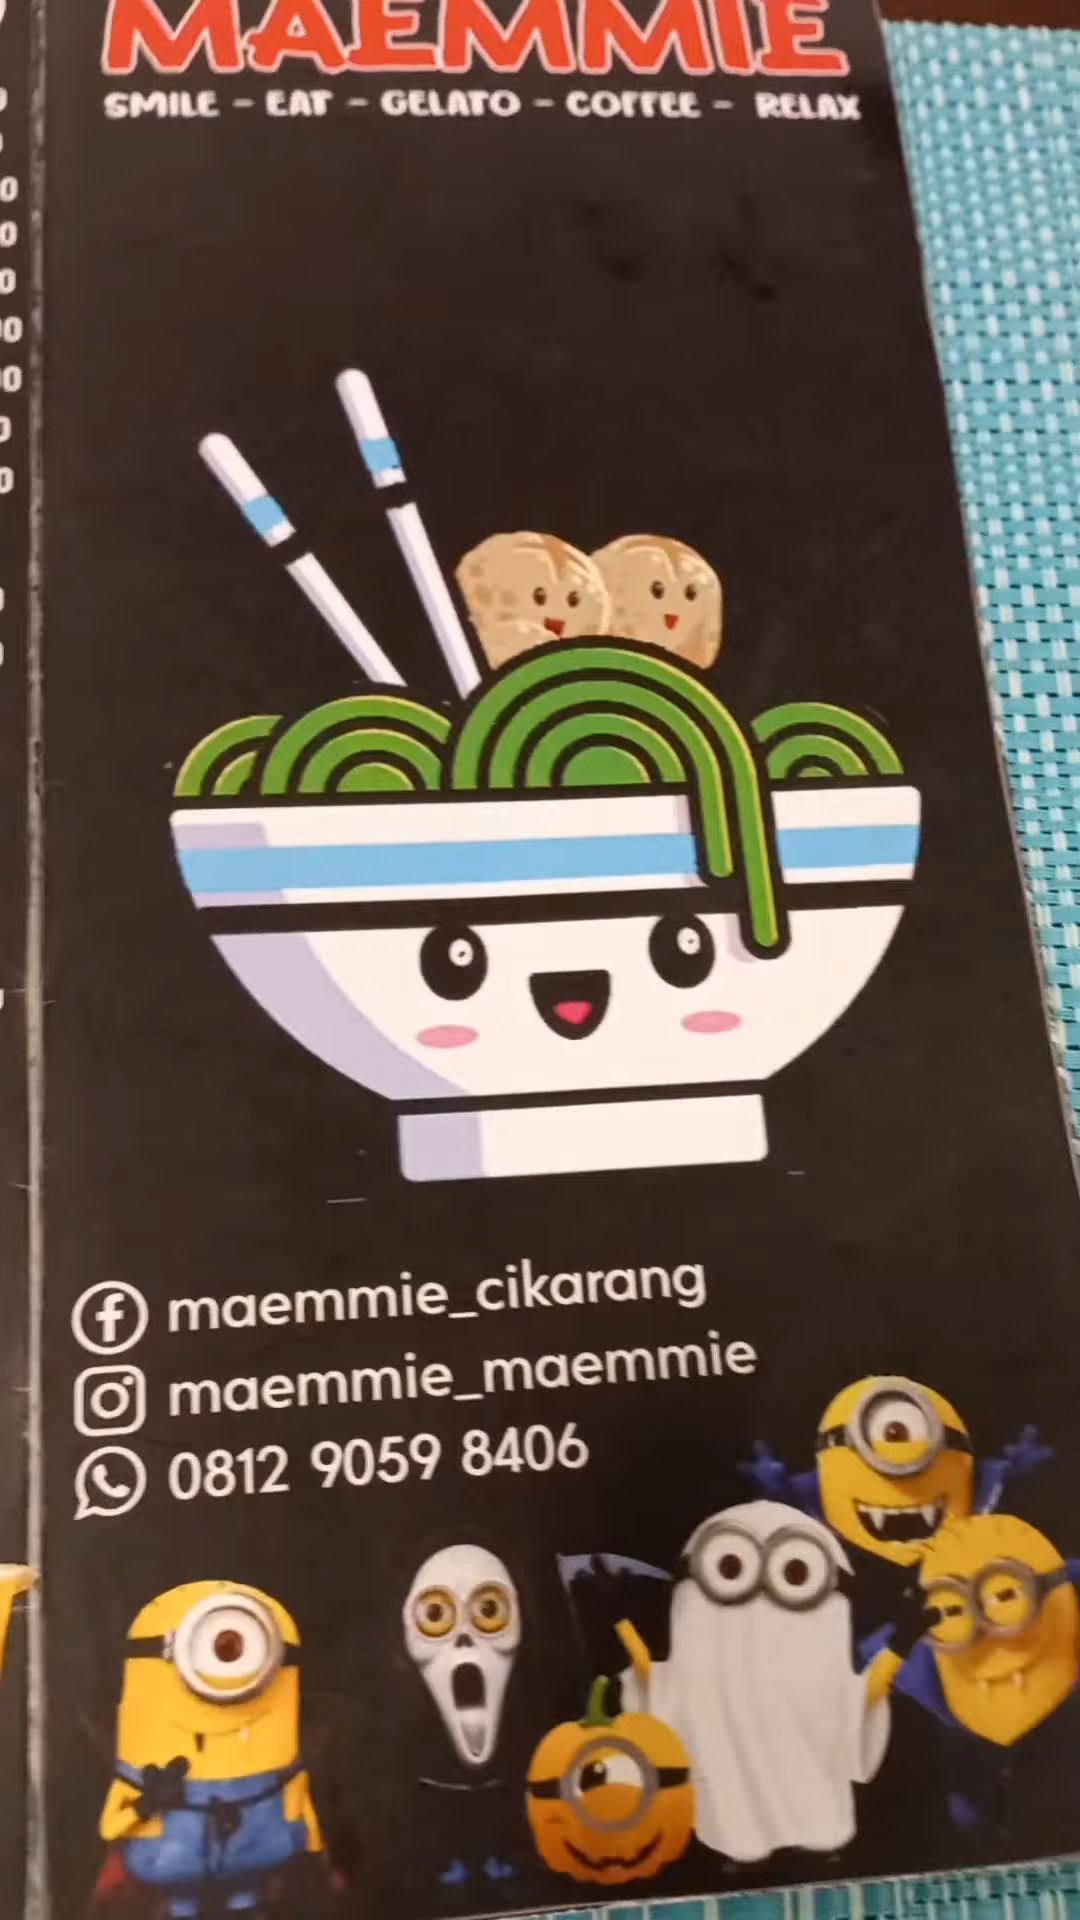 MAEMMIE
SMILE - EAT - GELATO - COFFEE - RELAX
maemmie_cikarang
maemmie_maemmie
0812 9059 8406